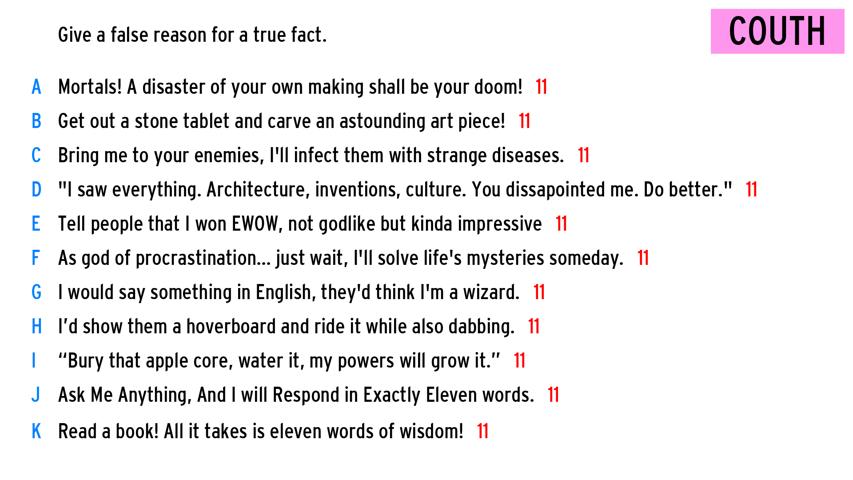 Give a false reason for a true fact.
COUTH
A Mortals! A disaster of your own making shall be your doom! 11
B Get out a stone tablet and carve an astounding art piece! 11
C Bring me to your enemies, I'll infect them with strange diseases. 11
D "I saw everything. Architecture, inventions, culture. You dissapointed me. Do better." 11
E Tell people that I won EWOW, not godlike but kinda impressive 11
F As god of procrastination... just wait, I'll solve life's mysteries someday. 11
G I would say something in English, they'd think I'm a wizard. 11
H I’d show them a hoverboard and ride it while also dabbing. 11
I “Bury that apple core, water it, my powers will grow it.” 11
J Ask Me Anything, And I will Respond in Exactly Eleven words. 11
K Read a book! All it takes is eleven words of wisdom! 11